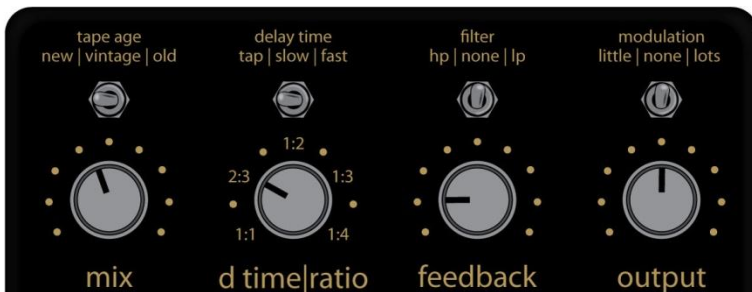 tape age
new | vintage | old
delay time
tap | slow | fast
filter
hp | none | lp
modulation
little | none | lots
1:2
2:3
1:3
1:1
1:4
mix
d time|ratio
feedback
output